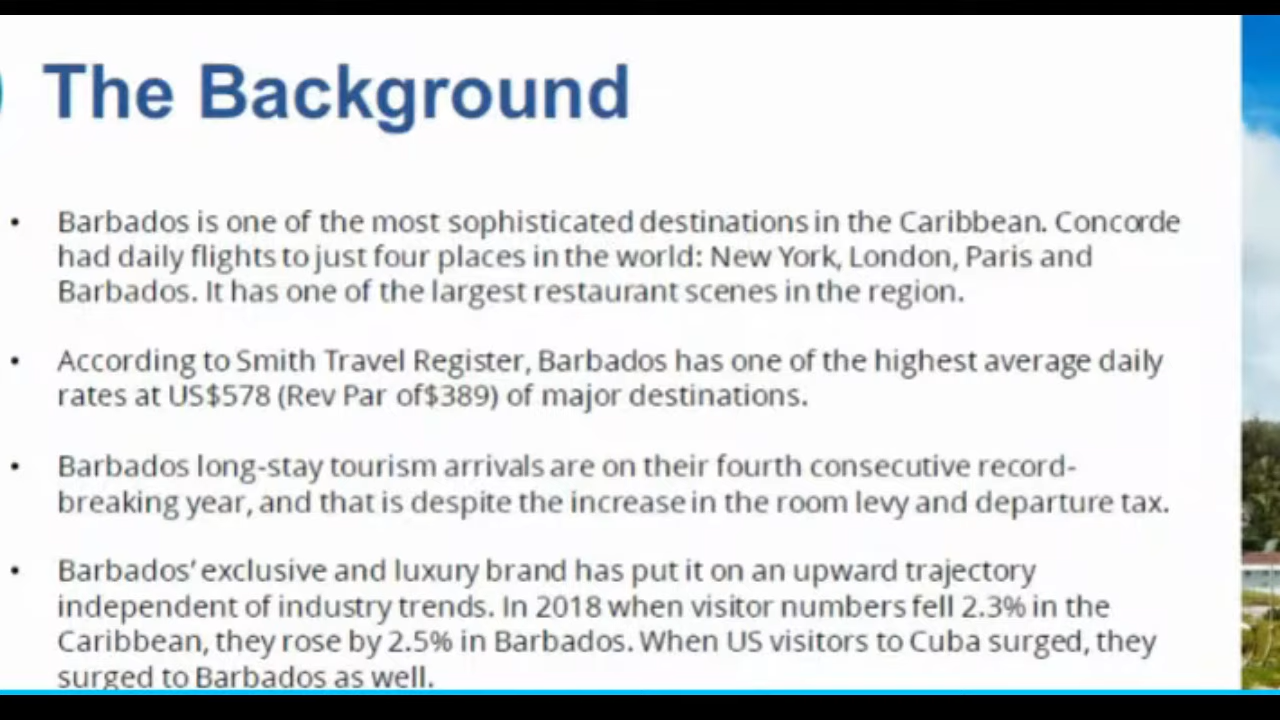 The Background
• Barbados is one of the most sophisticated destinations in the Caribbean. Concorde
had daily flights to just four places in the world: New York, London, Paris and
Barbados. It has one of the largest restaurant scenes in the region.
• According to Smith Travel Register, Barbados has one of the highest average daily
rates at US$578 (Rev Par of$389) of major destinations.
• Barbados long-stay tourism arrivals are on their fourth consecutive record-
breaking year, and that is despite the increase in the room levy and departure tax.
• Barbados’ exclusive and luxury brand has put it on an upward trajectory
independent of industry trends. In 2018 when visitor numbers fell 2.3% in the
Caribbean, they rose by 2.5% in Barbados. When US visitors to Cuba surged, they
surged to Barbados as well.